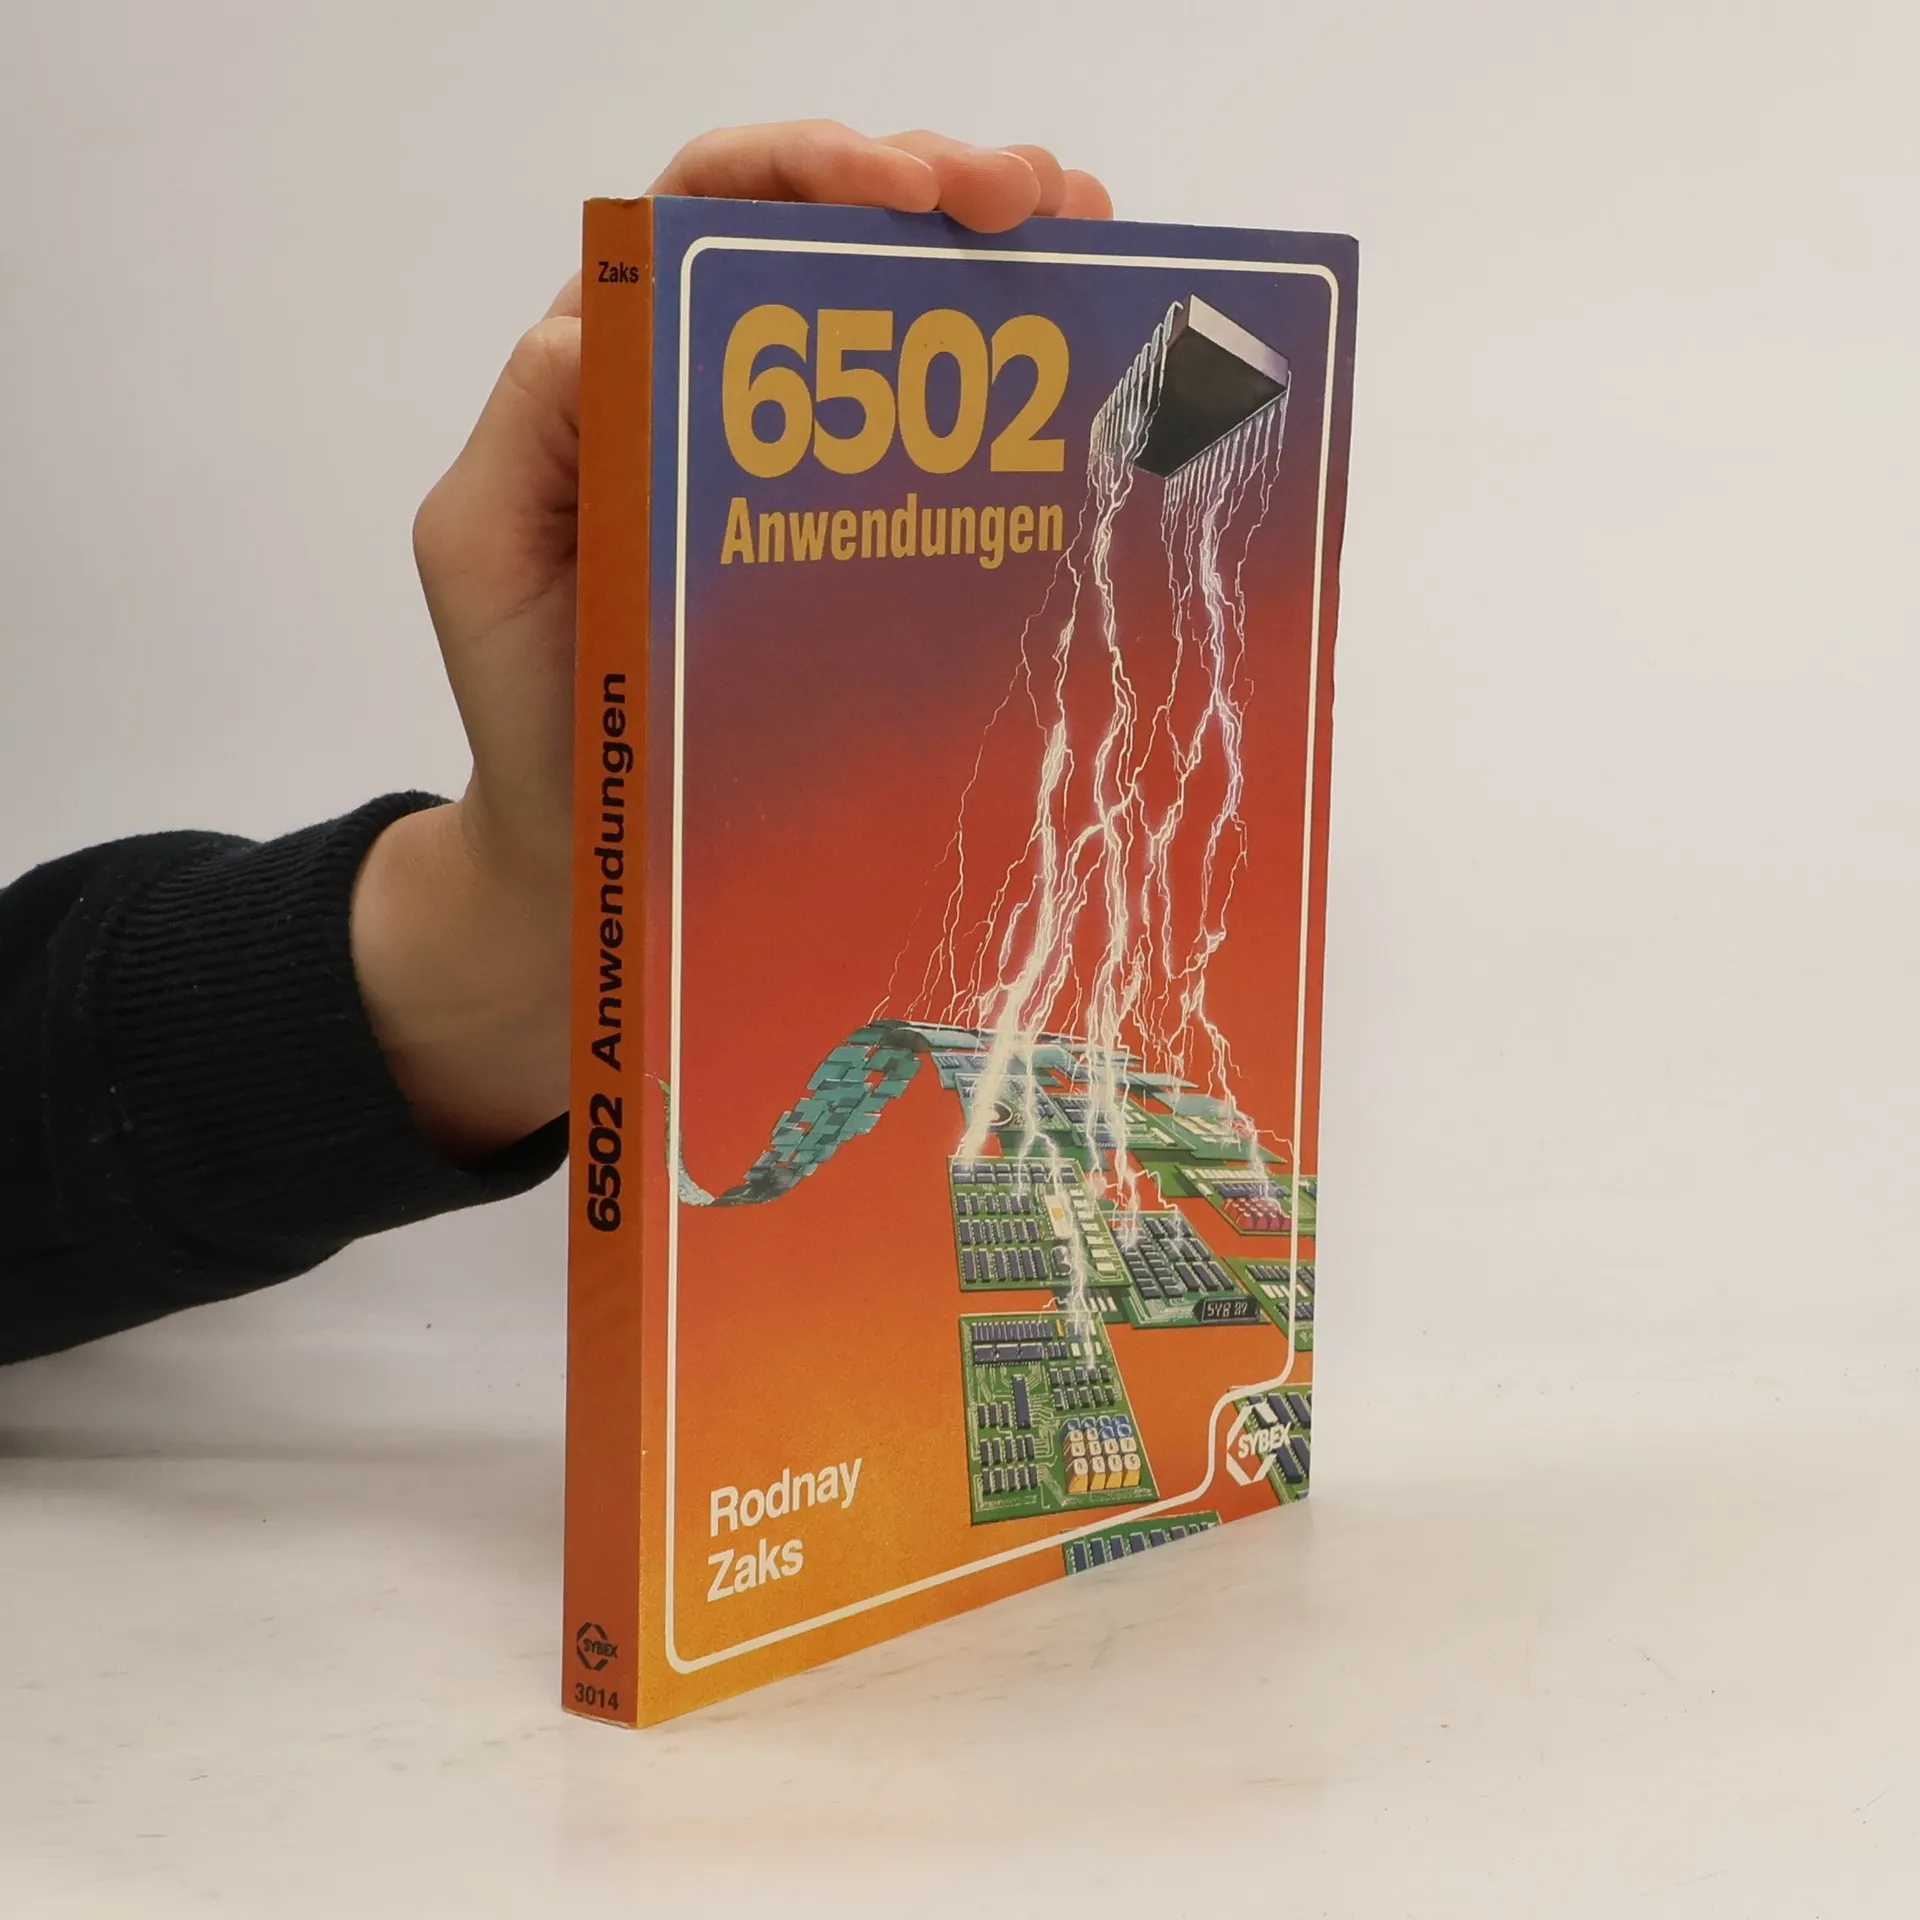 Zaks
6502 Anwendungen
SYBEX
3014
6502
Anwendungen
Rodnay
Zaks
SYBEX